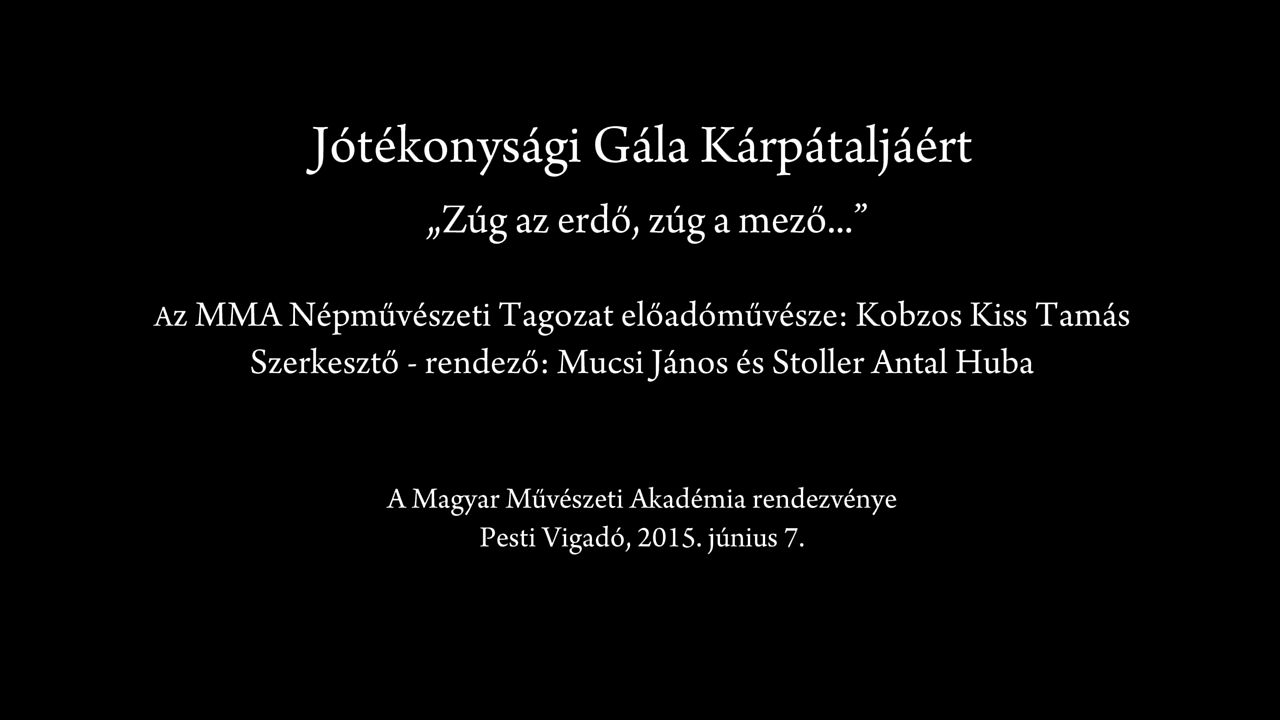 Jótékonysági Gála Kárpátaljáért
„Zúg az erdő, zúg a mező...”
Az MMA Népművészeti Tagozat előadóművésze: Kobzos Kiss Tamás
Szerkesztő - rendező: Mucsi János és Stoller Antal Huba
A Magyar Művészeti Akadémia rendezvénye
Pesti Vigadó, 2015. június 7.